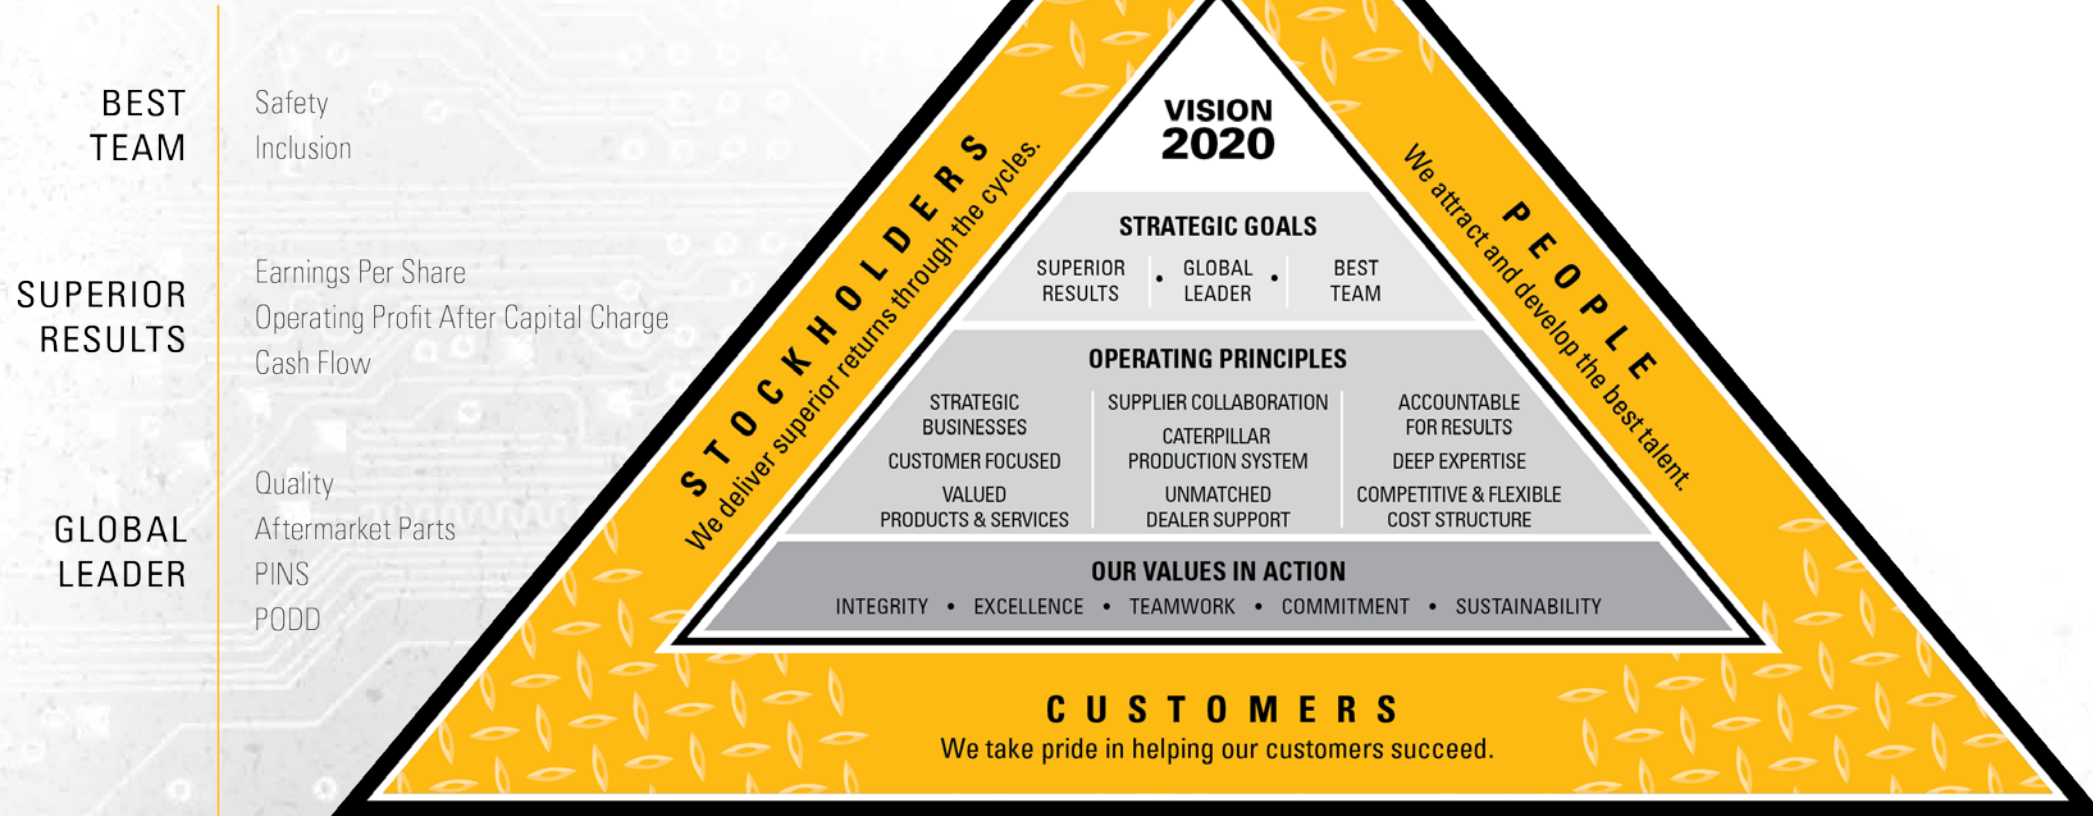 BEST
TEAM
Safety
Inclusion
SUPERIOR
RESULTS
Earnings Per Share
Operating Profit After Capital Charge
Cash Flow
GLOBAL
LEADER
Quality
Aftermarket Parts
PINS
PODD
STOCKHOLDERS
We deliver superior returns through the cycles.
PEOPLE
We attract and develop the best talent.
VISION
2020
STRATEGIC GOALS
SUPERIOR
RESULTS
•
GLOBAL
LEADER
•
BEST
TEAM
OPERATING PRINCIPLES
STRATEGIC
BUSINESSES
CUSTOMER FOCUSED
VALUED
PRODUCTS & SERVICES
SUPPLIER COLLABORATION
CATERPILLAR
PRODUCTION SYSTEM
UNMATCHED
DEALER SUPPORT
ACCOUNTABLE
FOR RESULTS
DEEP EXPERTISE
COMPETITIVE & FLEXIBLE
COST STRUCTURE
OUR VALUES IN ACTION
INTEGRITY • EXCELLENCE • TEAMWORK • COMMITMENT • SUSTAINABILITY
CUSTOMERS
We take pride in helping our customers succeed.